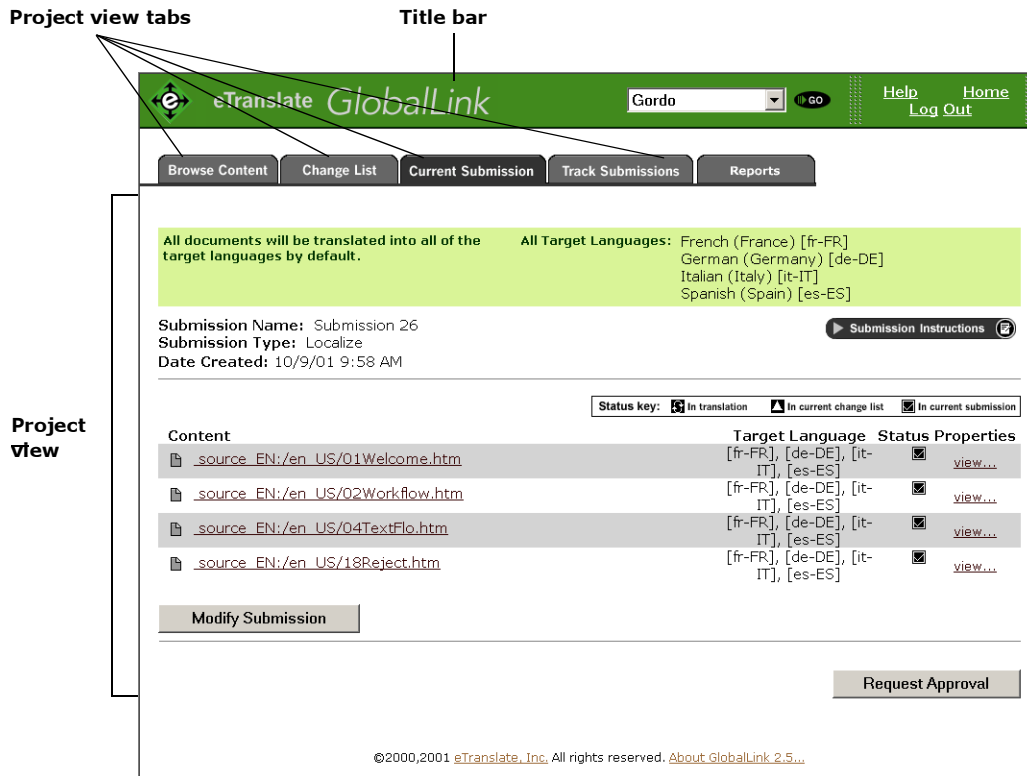 Project view tabs
Title bar
eTranslate GlobalLink
Gordo
GO
Help Home
Log Out
Browse Content
Change List
Current Submission
Track Submissions
Reports
All documents will be translated into all of the
target languages by default.
All Target Languages: French (France) [fr-FR]
German (Germany) [de-DE]
Italian (Italy) [it-IT]
Spanish (Spain) [es-ES]
Submission Name: Submission 26
Submission Type: Localize
Date Created: 10/9/01 9:58 AM
Submission Instructions
Status key: In translation In current change list In current submission
Project
view
Content Target Language Status Properties
source_EN:/en_US/01Welcome.htm [fr-FR], [de-DE], [it-
IT], [es-ES] view...
source_EN:/en_US/02Workflow.htm [fr-FR], [de-DE], [it-
IT], [es-ES] view...
source_EN:/en_US/04TextFlo.htm [fr-FR], [de-DE], [it-
IT], [es-ES] view...
source_EN:/en_US/18Reject.htm [fr-FR], [de-DE], [it-
IT], [es-ES] view...
Modify Submission
Request Approval
©2000,2001 eTranslate, Inc. All rights reserved. About GlobalLink 2.5...